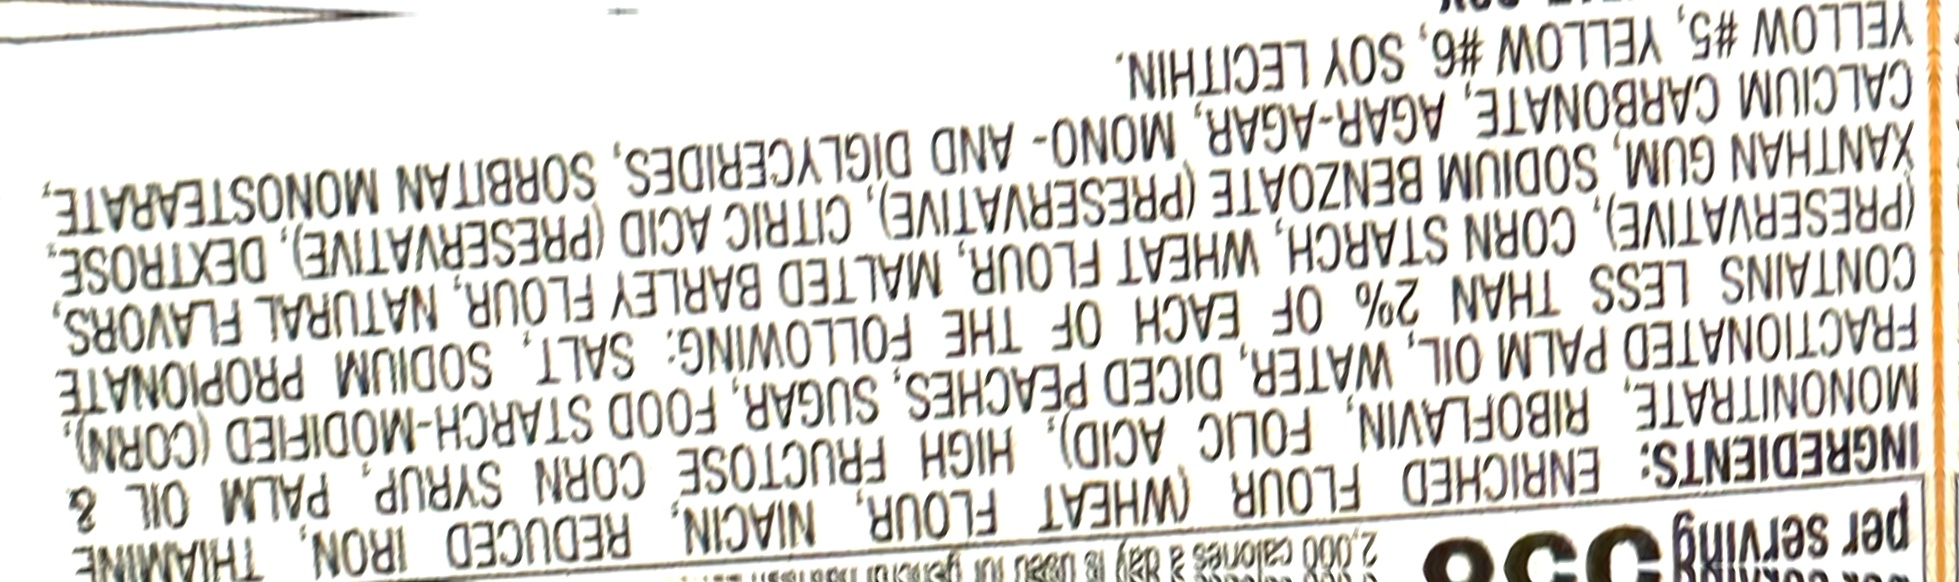 per serving
2,000 calories a day is used for general
INGREDIENTS: ENRICHED FLOUR (WHEAT FLOUR, NIACIN, REDUCED IRON, THIAMINE
MONONITRATE, RIBOFLAVIN, FOLIC ACID), HIGH FRUCTOSE CORN SYRUP, PALM OIL &
FRACTIONATED PALM OIL, WATER, DICED PEACHES, SUGAR, FOOD STARCH-MODIFIED (CORN),
CONTAINS LESS THAN 2% OF EACH OF THE FOLLOWING: SALT, SODIUM PROPIONATE
(PRESERVATIVE), CORN STARCH, WHEAT FLOUR, MALTED BARLEY FLOUR, NATURAL FLAVORS,
XANTHAN GUM, SODIUM BENZOATE (PRESERVATIVE), CITRIC ACID (PRESERVATIVE), DEXTROSE,
CALCIUM CARBONATE, AGAR-AGAR, MONO- AND DIGLYCERIDES, SORBITAN MONOSTEARATE,
YELLOW #5, YELLOW #6, SOY LECITHIN.